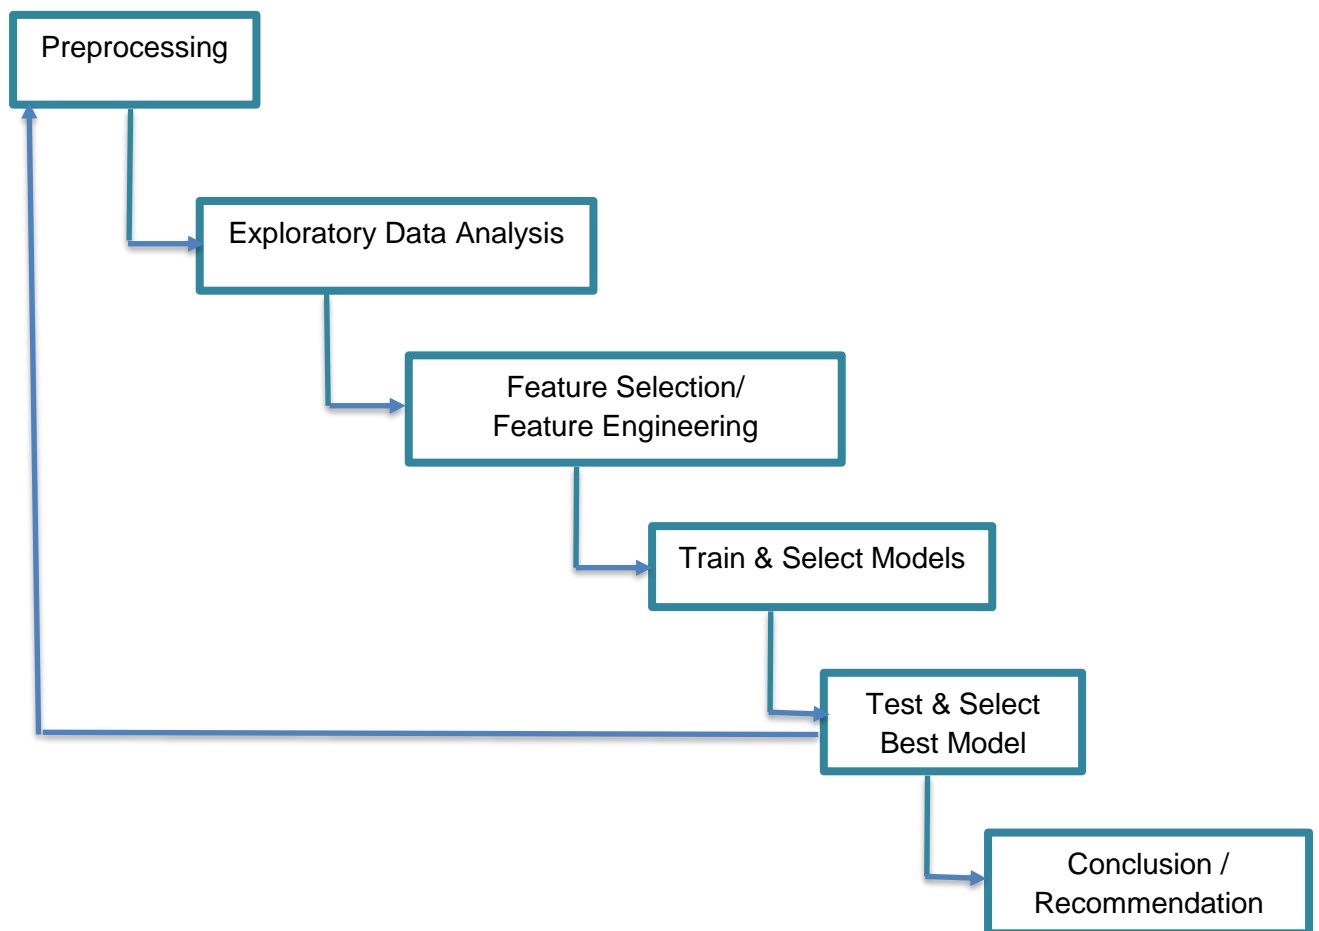 Preprocessing
Exploratory Data Analysis
Feature Selection/
Feature Engineering
Train & Select Models
Test & Select
Best Model
Conclusion /
Recommendation